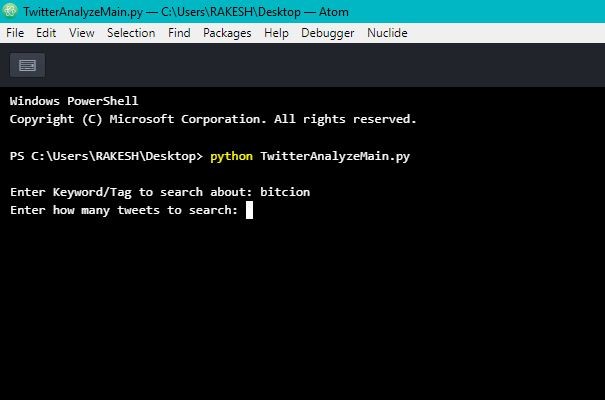 TwitterAnalyzeMain.py — C:\Users\RAKESH\Desktop — Atom
File Edit View Selection Find Packages Help Debugger Nuclide
Windows PowerShell
Copyright (C) Microsoft Corporation. All rights reserved.
PS C:\Users\RAKESH\Desktop> python TwitterAnalyzeMain.py
Enter Keyword/Tag to search about: bitcion
Enter how many tweets to search: